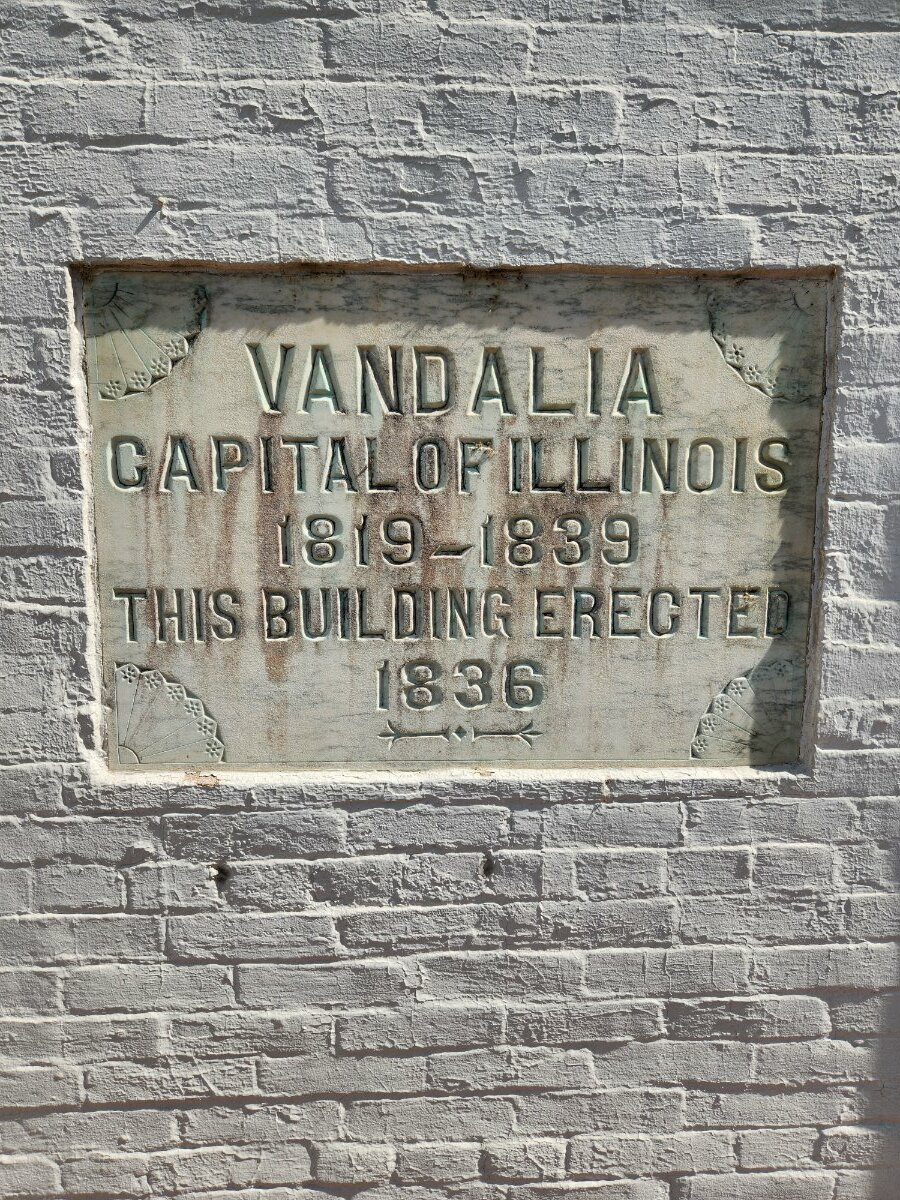 VANDALIA
CAPITAL OF ILLINOIS
1819-1839
THIS BUILDING ERECTED
1836